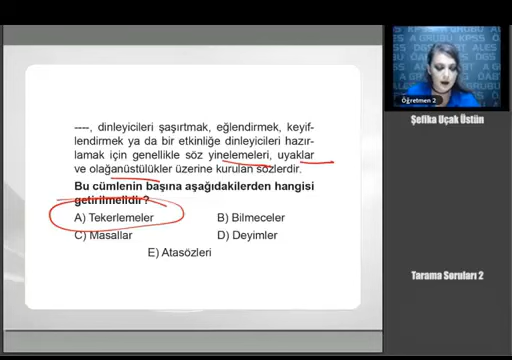 ----, dinleyicileri şaşırtmak, eğlendirmek, keyif-
lendirmek ya da bir etkinliğe dinleyicileri hazır-
lamak için genellikle söz yinelemeleri, uyaklar
ve olağanüstülükler üzerine kurulan sözlerdir.
Bu cümlenin başına aşağıdakilerden hangisi
getirilmelidir?
A) Tekerlemeler B) Bilmeceler
C) Masallar D) Deyimler
E) Atasözleri
Öğretmen 2
Şefika Uçak Üstün
Tarama Soruları 2